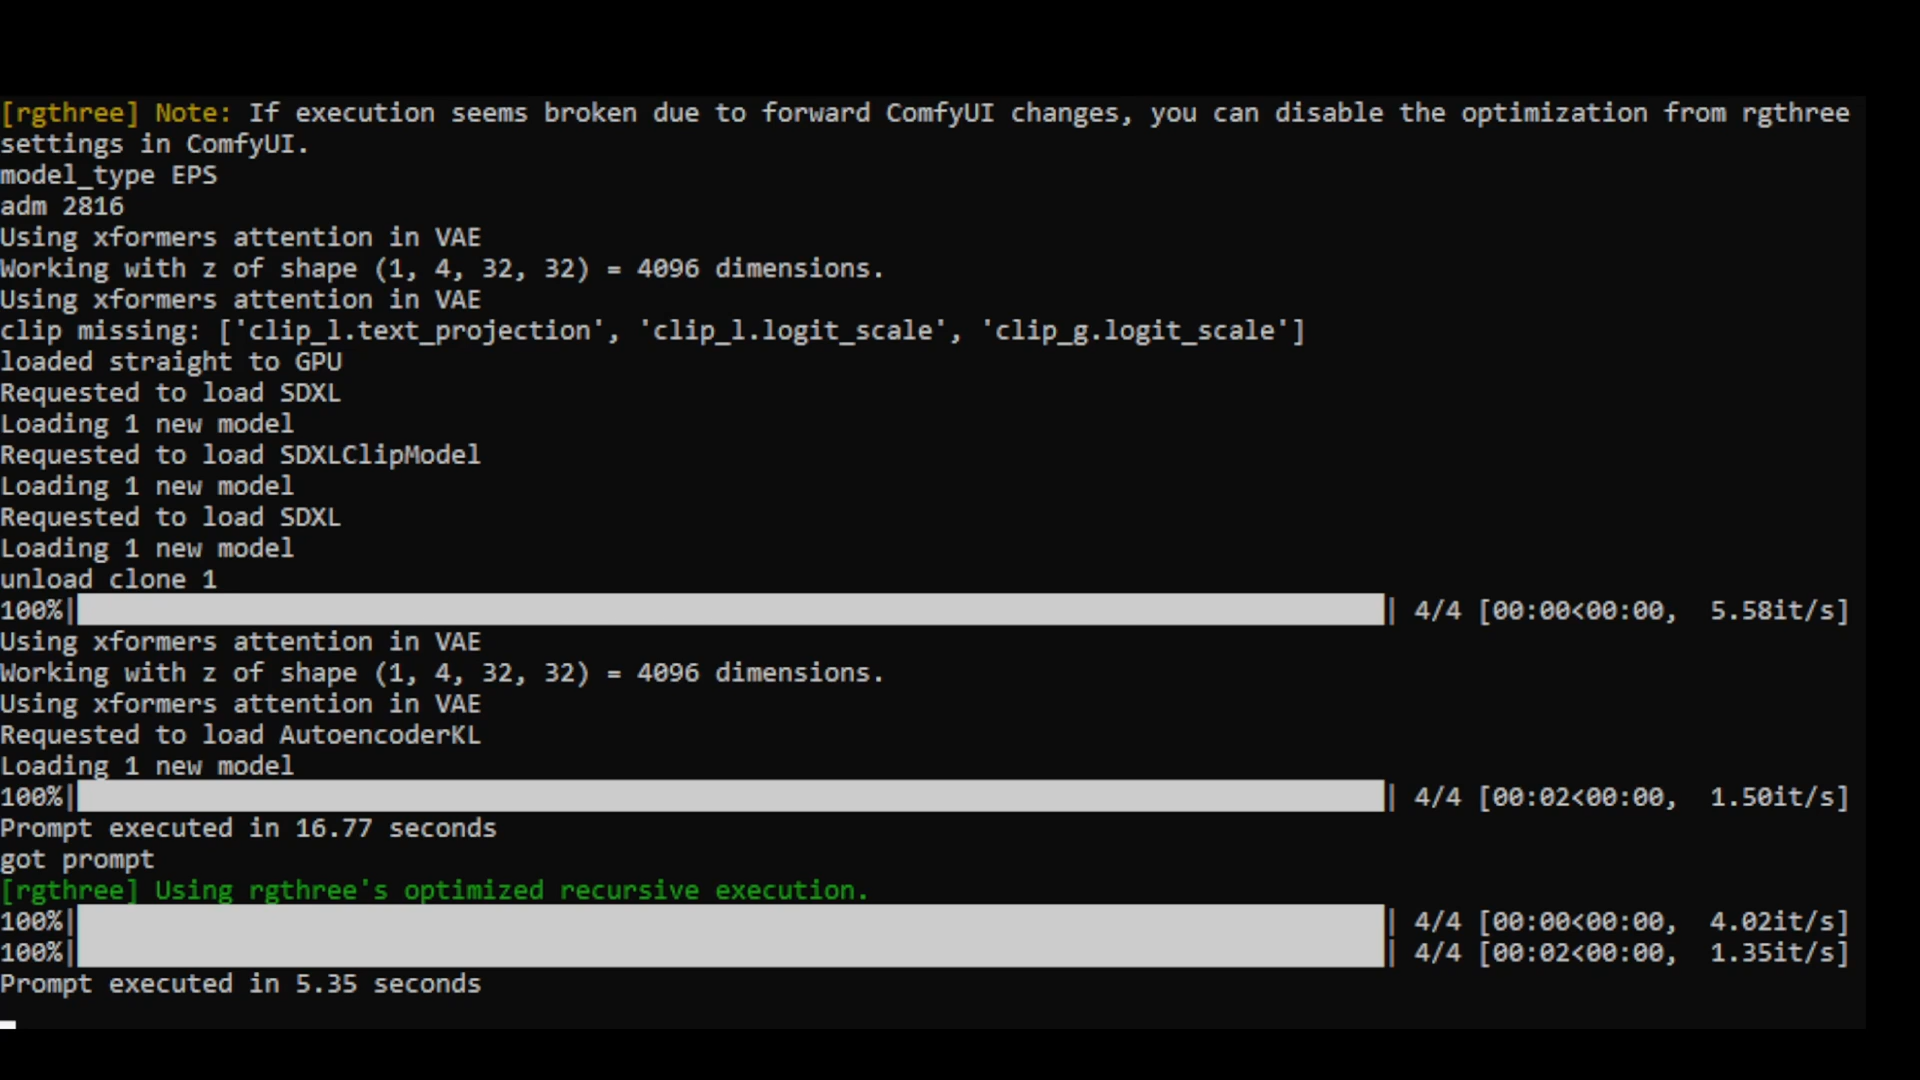 [rgthree] Note: If execution seems broken due to forward ComfyUI changes, you can disable the optimization from rgthree
settings in ComfyUI.
model_type EPS
adm 2816
Using xformers attention in VAE
Working with z of shape (1, 4, 32, 32) = 4096 dimensions.
Using xformers attention in VAE
clip missing: ['clip_l.text_projection', 'clip_l.logit_scale', 'clip_g.logit_scale']
loaded straight to GPU
Requested to load SDXL
Loading 1 new model
Requested to load SDXLClipModel
Loading 1 new model
Requested to load SDXL
Loading 1 new model
unload clone 1
100%| | 4/4 [00:00<00:00,  5.58it/s]
Using xformers attention in VAE
Working with z of shape (1, 4, 32, 32) = 4096 dimensions.
Using xformers attention in VAE
Requested to load AutoencoderKL
Loading 1 new model
100%| | 4/4 [00:02<00:00,  1.50it/s]
Prompt executed in 16.77 seconds
got prompt
[rgthree] Using rgthree's optimized recursive execution.
100%| | 4/4 [00:00<00:00,  4.02it/s]
100%| | 4/4 [00:02<00:00,  1.35it/s]
Prompt executed in 5.35 seconds